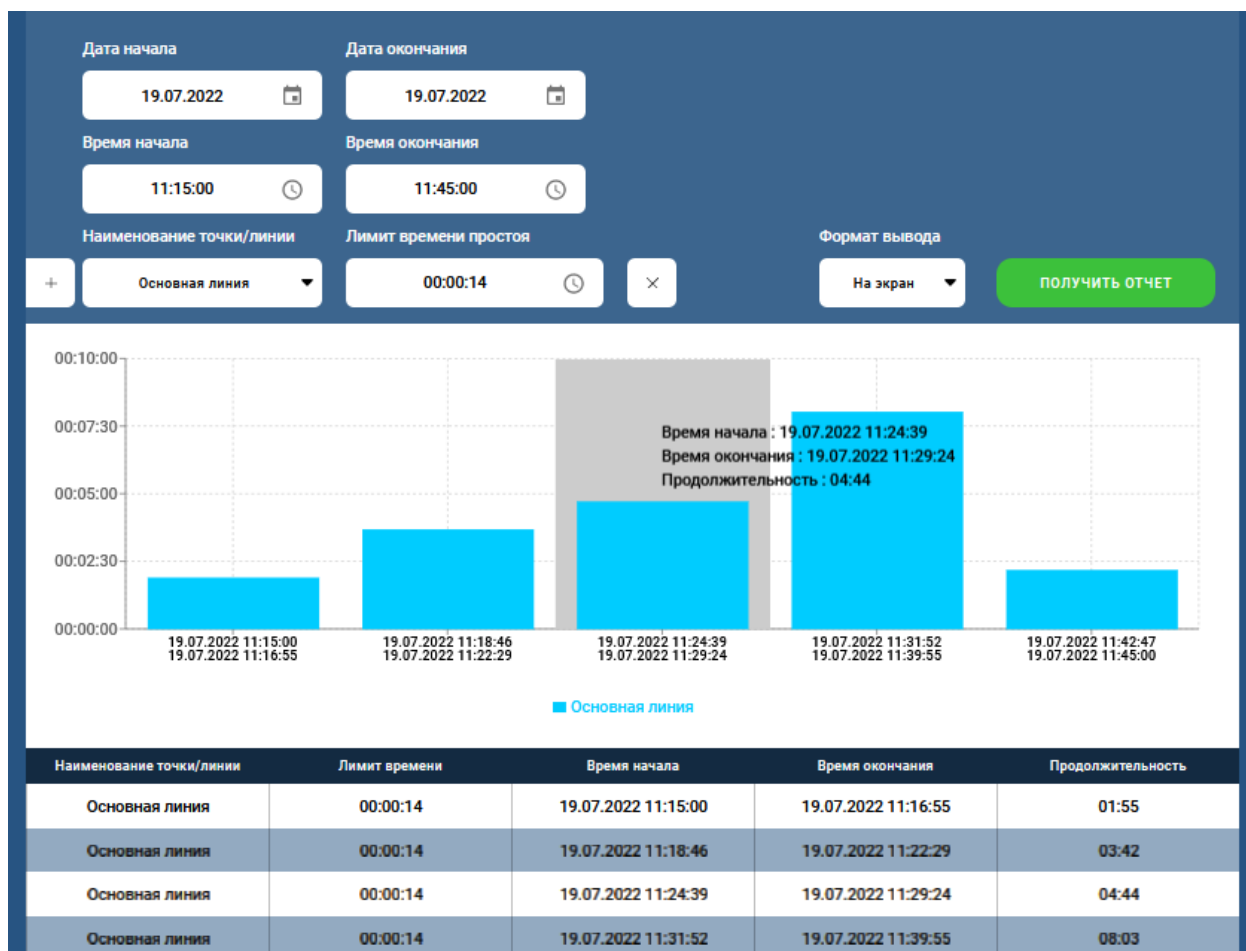 Дата начала Дата окончания
19.07.2022 19.07.2022
Время начала Время окончания
11:15:00 11:45:00
Наименование точки/линии Лимит времени простоя Формат вывода
+ Основная линия 00:00:14 × На экран ПОЛУЧИТЬ ОТЧЕТ
00:10:00
00:07:30
00:05:00
00:02:30
00:00:00
Время начала : 19.07.2022 11:24:39
Время окончания : 19.07.2022 11:29:24
Продолжительность : 04:44
19.07.2022 11:15:00 19.07.2022 11:18:46 19.07.2022 11:24:39 19.07.2022 11:31:52 19.07.2022 11:42:47
19.07.2022 11:16:55 19.07.2022 11:22:29 19.07.2022 11:29:24 19.07.2022 11:39:55 19.07.2022 11:45:00
Основная линия
Наименование точки/линии Лимит времени Время начала Время окончания Продолжительность
Основная линия 00:00:14 19.07.2022 11:15:00 19.07.2022 11:16:55 01:55
Основная линия 00:00:14 19.07.2022 11:18:46 19.07.2022 11:22:29 03:42
Основная линия 00:00:14 19.07.2022 11:24:39 19.07.2022 11:29:24 04:44
Основная линия 00:00:14 19.07.2022 11:31:52 19.07.2022 11:39:55 08:03